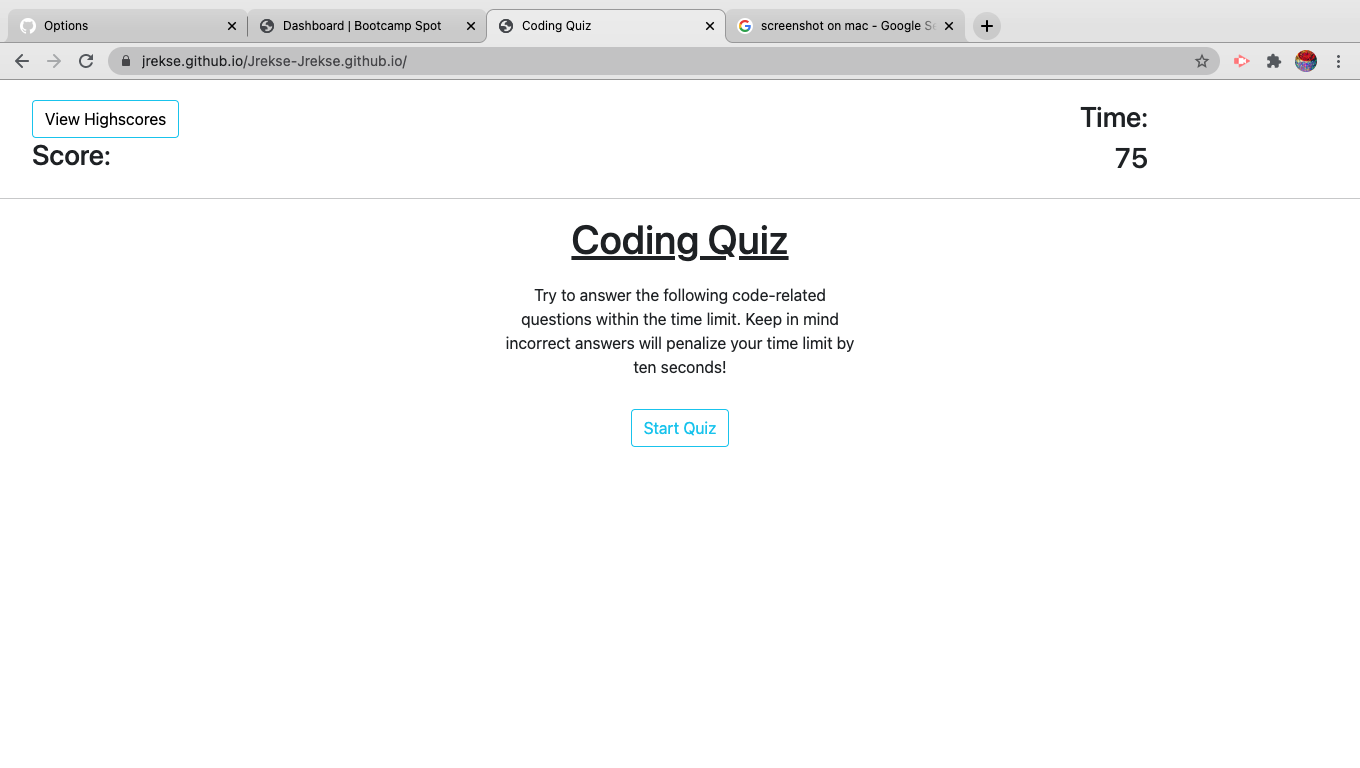 Options
Dashboard | Bootcamp Spot
Coding Quiz
screenshot on mac - Google Se
jrekse.github.io/Jrekse-Jrekse.github.io/
View Highscores
Time:
Score:
75
Coding Quiz
Try to answer the following code-related
questions within the time limit. Keep in mind
incorrect answers will penalize your time limit by
ten seconds!
Start Quiz